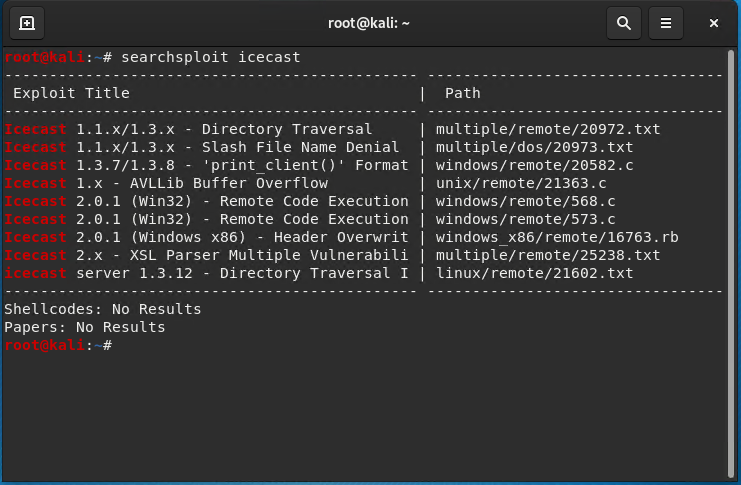 root@kali: ~
root@kali:~# searchsploit icecast
---------------------------------------------- ---------------------------------
Exploit Title | Path
---------------------------------------------- ---------------------------------
Icecast 1.1.x/1.3.x - Directory Traversal | multiple/remote/20972.txt
Icecast 1.1.x/1.3.x - Slash File Name Denial | multiple/dos/20973.txt
Icecast 1.3.7/1.3.8 - 'print_client()' Format | windows/remote/20582.c
Icecast 1.x - AVLLib Buffer Overflow | unix/remote/21363.c
Icecast 2.0.1 (Win32) - Remote Code Execution | windows/remote/568.c
Icecast 2.0.1 (Win32) - Remote Code Execution | windows/remote/573.c
Icecast 2.0.1 (Windows x86) - Header Overwrit | windows_x86/remote/16763.rb
Icecast 2.x - XSL Parser Multiple Vulnerabili | multiple/remote/25238.txt
icecast server 1.3.12 - Directory Traversal I | linux/remote/21602.txt
---------------------------------------------- ---------------------------------
Shellcodes: No Results
Papers: No Results
root@kali:~#